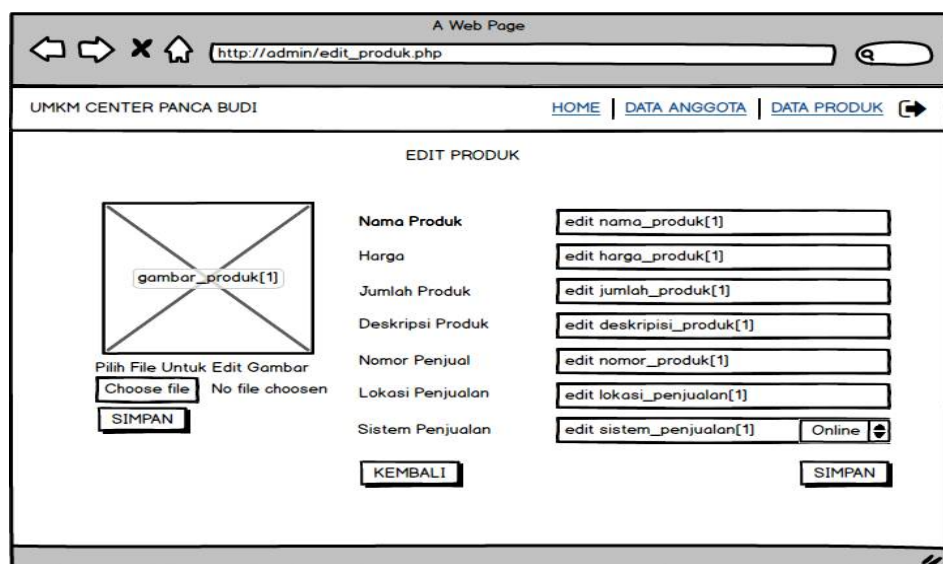 A Web Page
http://admin/edit_produk.php
UMKM CENTER PANCA BUDI
HOME | DATA ANGGOTA | DATA PRODUK
EDIT PRODUK
gambar_produk[1]
Pilih File Untuk Edit Gambar
Choose file No file choosen
SIMPAN
Nama Produk edit nama_produk[1]
Harga edit harga_produk[1]
Jumlah Produk edit jumlah_produk[1]
Deskripsi Produk edit deskripisi_produk[1]
Nomor Penjual edit nomor_produk[1]
Lokasi Penjualan edit lokasi_penjualan[1]
Sistem Penjualan edit sistem_penjualan[1] Online
KEMBALI SIMPAN